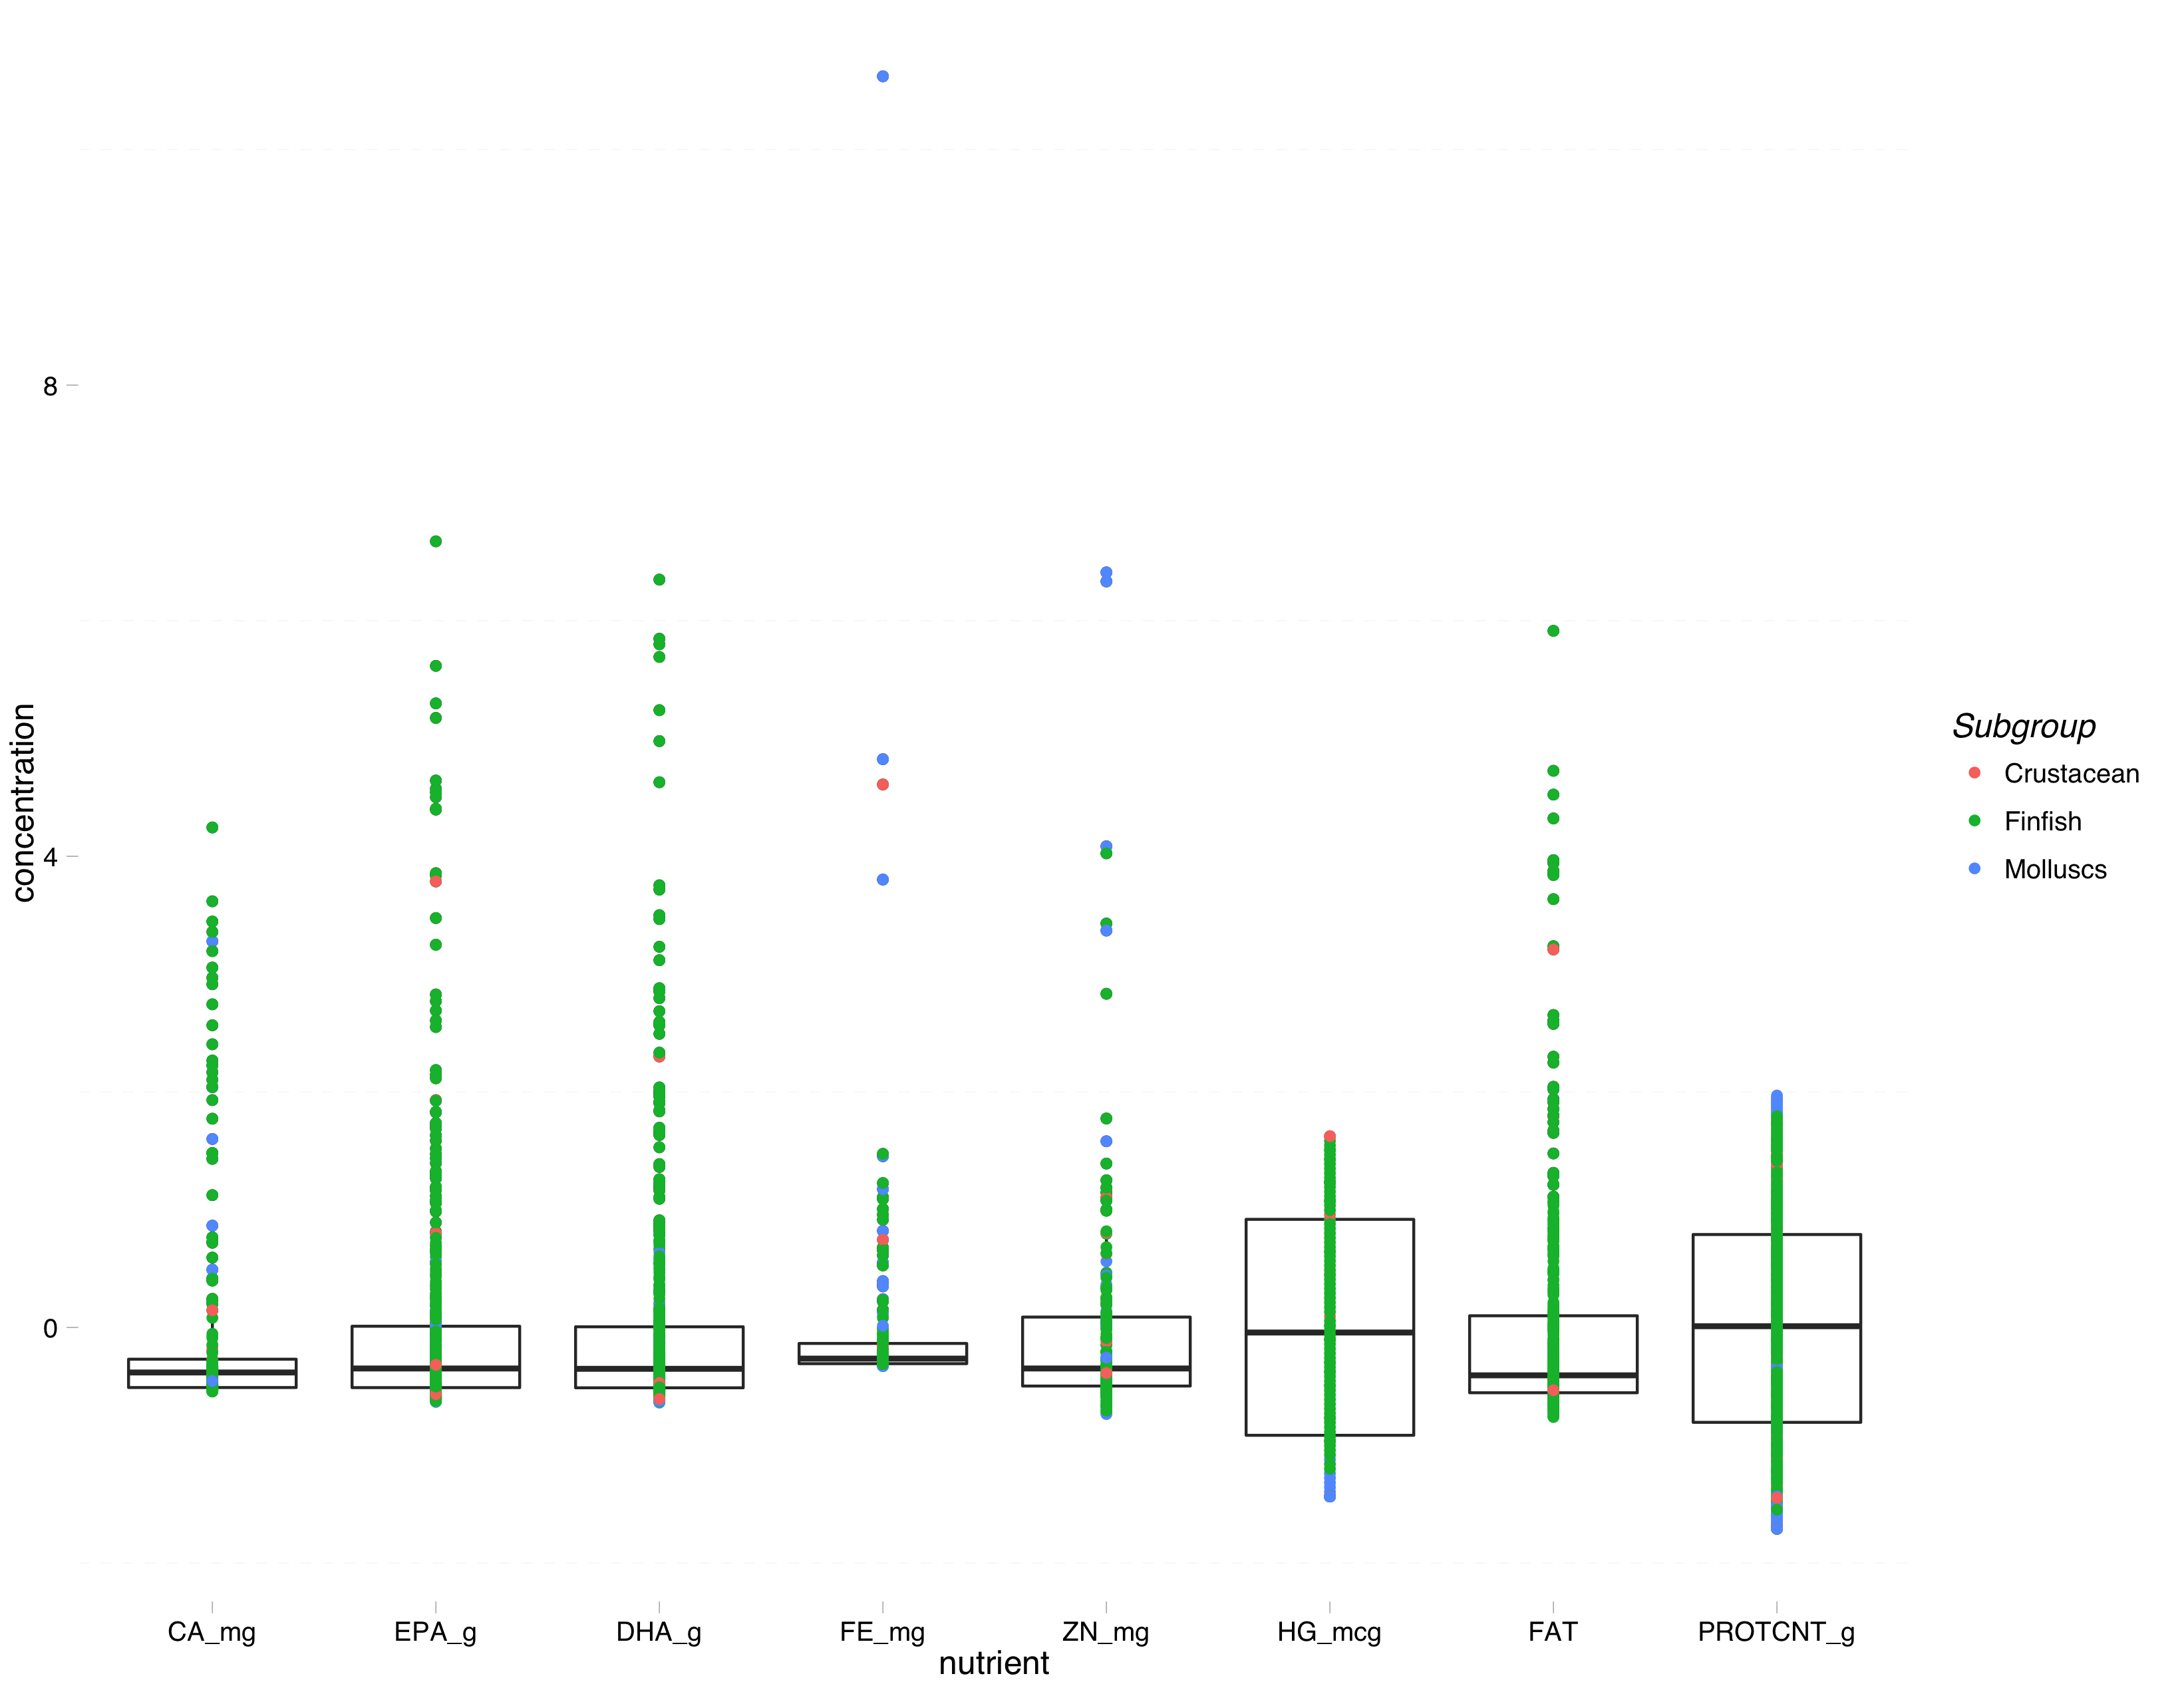 concentration
8
4
0
CA_mg
EPA_g
DHA_g
FE_mg
ZN_mg
HG_mcg
FAT
PROTCNT_g
nutrient
Subgroup
Crustacean
Finfish
Molluscs